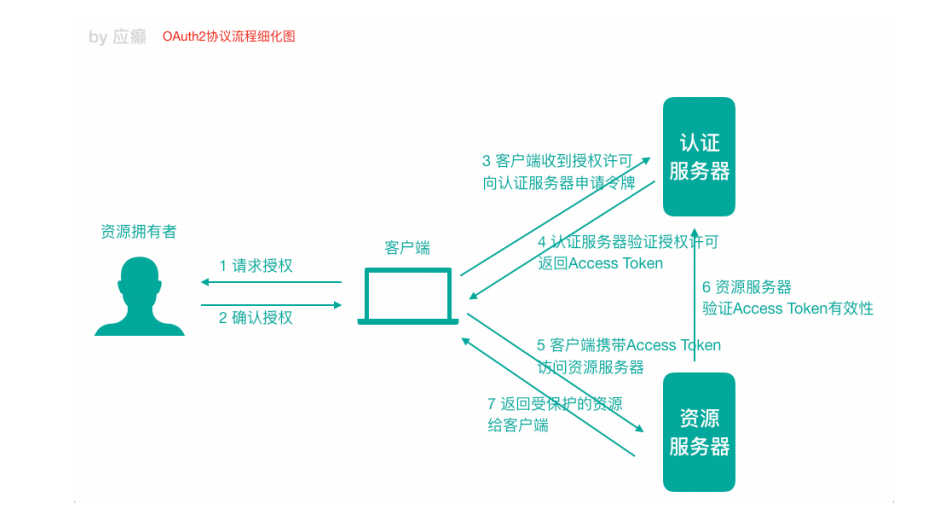 by 应癫 OAuth2协议流程细化图
认证
服务器
3 客户端收到授权许可
向认证服务器申请令牌
资源拥有者
客户端
4 认证服务器验证授权许可
返回Access Token
1 请求授权
2 确认授权
6 资源服务器
验证Access Token有效性
5 客户端携带Access Token
访问资源服务器
7 返回受保护的资源
给客户端
资源
服务器